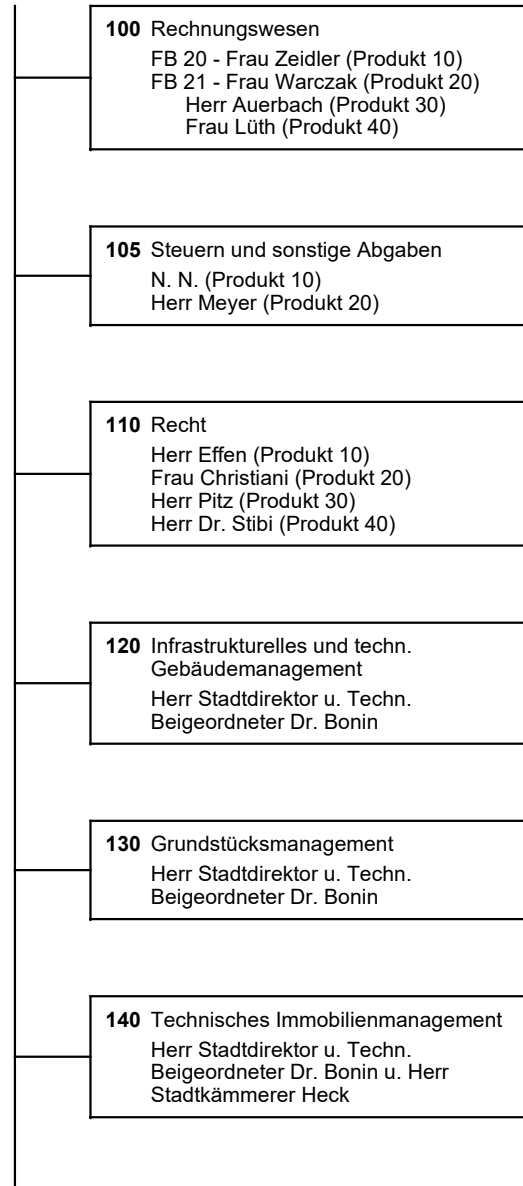 100 Rechnungswesen
FB 20 - Frau Zeidler (Produkt 10)
FB 21 - Frau Warczak (Produkt 20)
Herr Auerbach (Produkt 30)
Frau Lüth (Produkt 40)
105 Steuern und sonstige Abgaben
N. N. (Produkt 10)
Herr Meyer (Produkt 20)
110 Recht
Herr Effen (Produkt 10)
Frau Christiani (Produkt 20)
Herr Pitz (Produkt 30)
Herr Dr. Stibi (Produkt 40)
120 Infrastrukturelles und techn.
Gebäudemanagement
Herr Stadtdirektor u. Techn.
Beigeordneter Dr. Bonin
130 Grundstücksmanagement
Herr Stadtdirektor u. Techn.
Beigeordneter Dr. Bonin
140 Technisches Immobilienmanagement
Herr Stadtdirektor u. Techn.
Beigeordneter Dr. Bonin u. Herr
Stadtkämmerer Heck